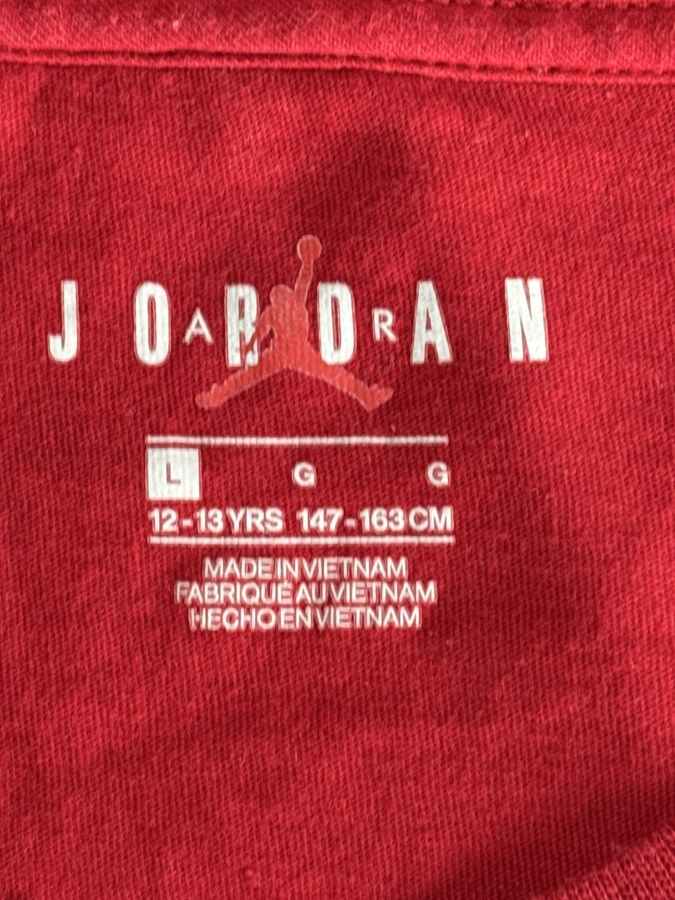 JORDAN
AIR
L G G
12-13 YRS 147-163 CM
MADE IN VIETNAM
FABRIQUÉ AU VIETNAM
HECHO EN VIETNAM